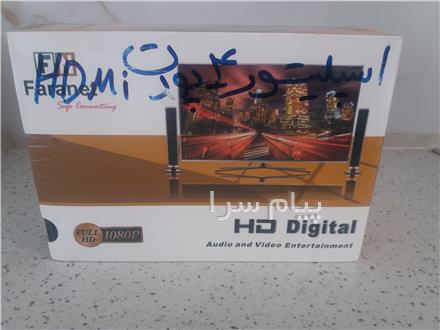 اسپلیتور ۴ پورت
HDMi
Faranet
Safe Connecting
پیام سرا
HD Digital
Audio and Video Entertainment
FULL HD 1080P